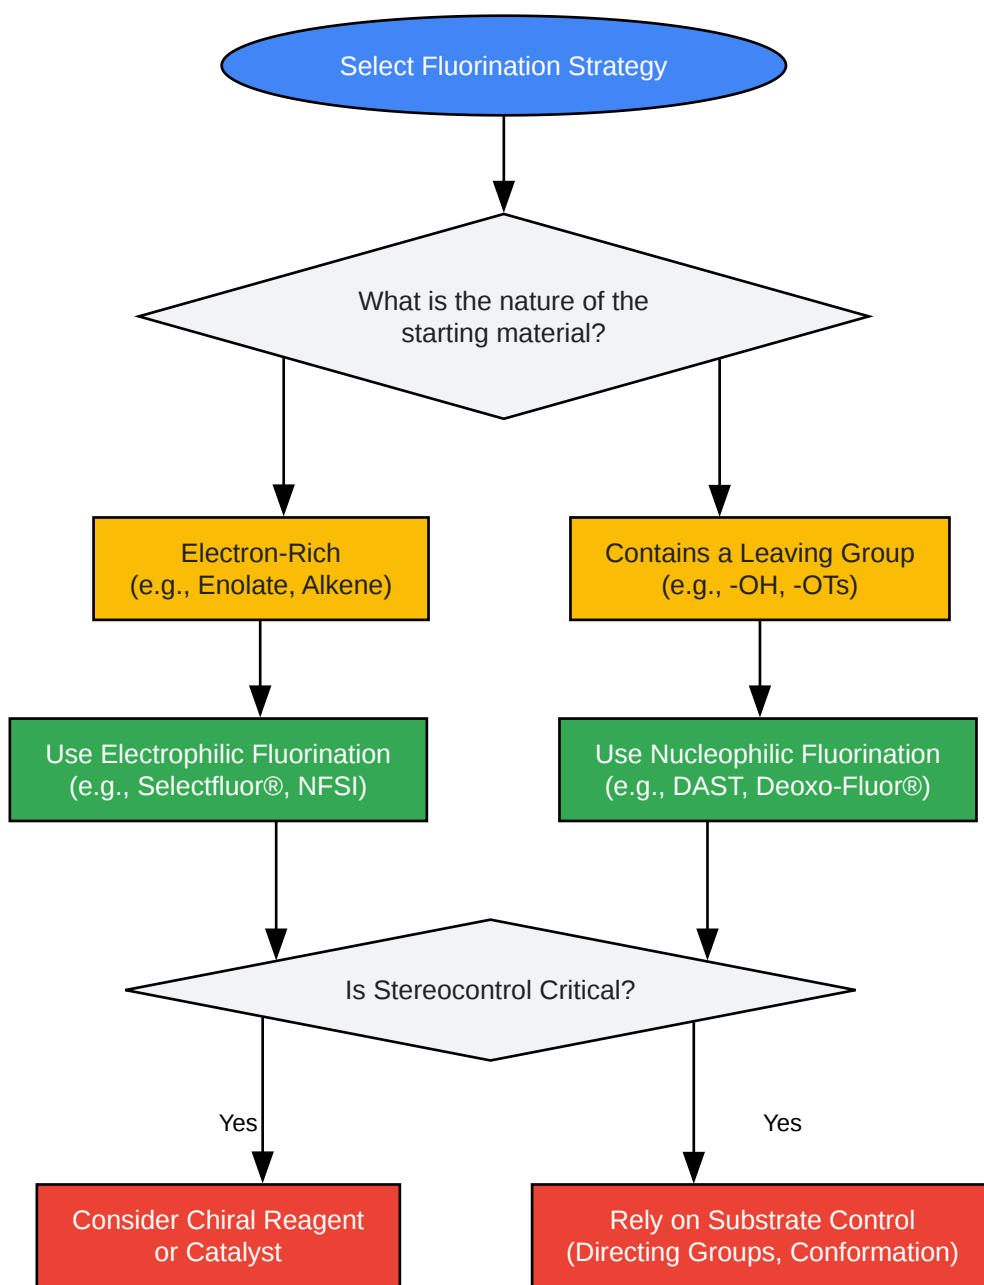 Select Fluorination Strategy
What is the nature of the
starting material?
Electron-Rich
(e.g., Enolate, Alkene)
Contains a Leaving Group
(e.g., -OH, -OTs)
Use Electrophilic Fluorination
(e.g., Selectfluor®, NFSI)
Use Nucleophilic Fluorination
(e.g., DAST, Deoxo-Fluor®)
Is Stereocontrol Critical?
Yes
Yes
Consider Chiral Reagent
or Catalyst
Rely on Substrate Control
(Directing Groups, Conformation)